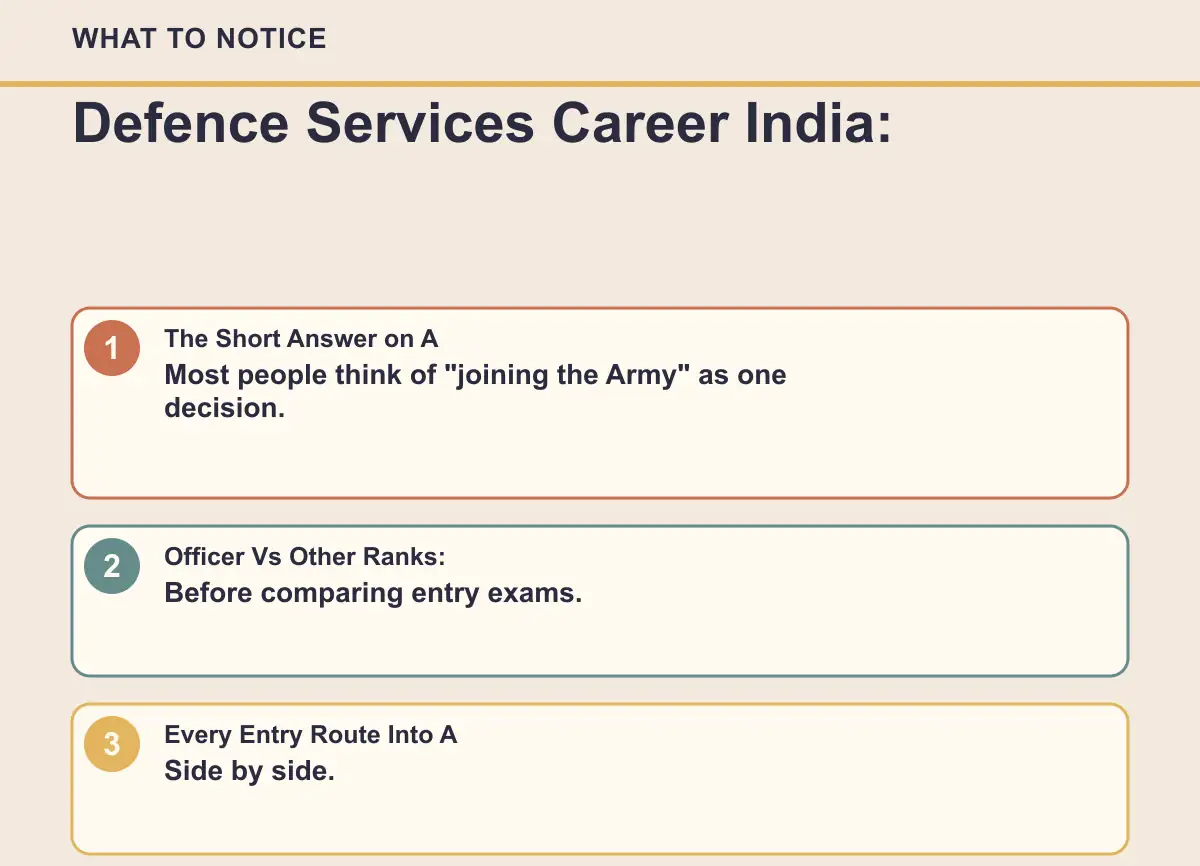 WHAT TO NOTICE
Defence Services Career India:
1
The Short Answer on A
Most people think of "joining the Army" as one
decision.
2
Officer Vs Other Ranks:
Before comparing entry exams.
3
Every Entry Route Into A
Side by side.